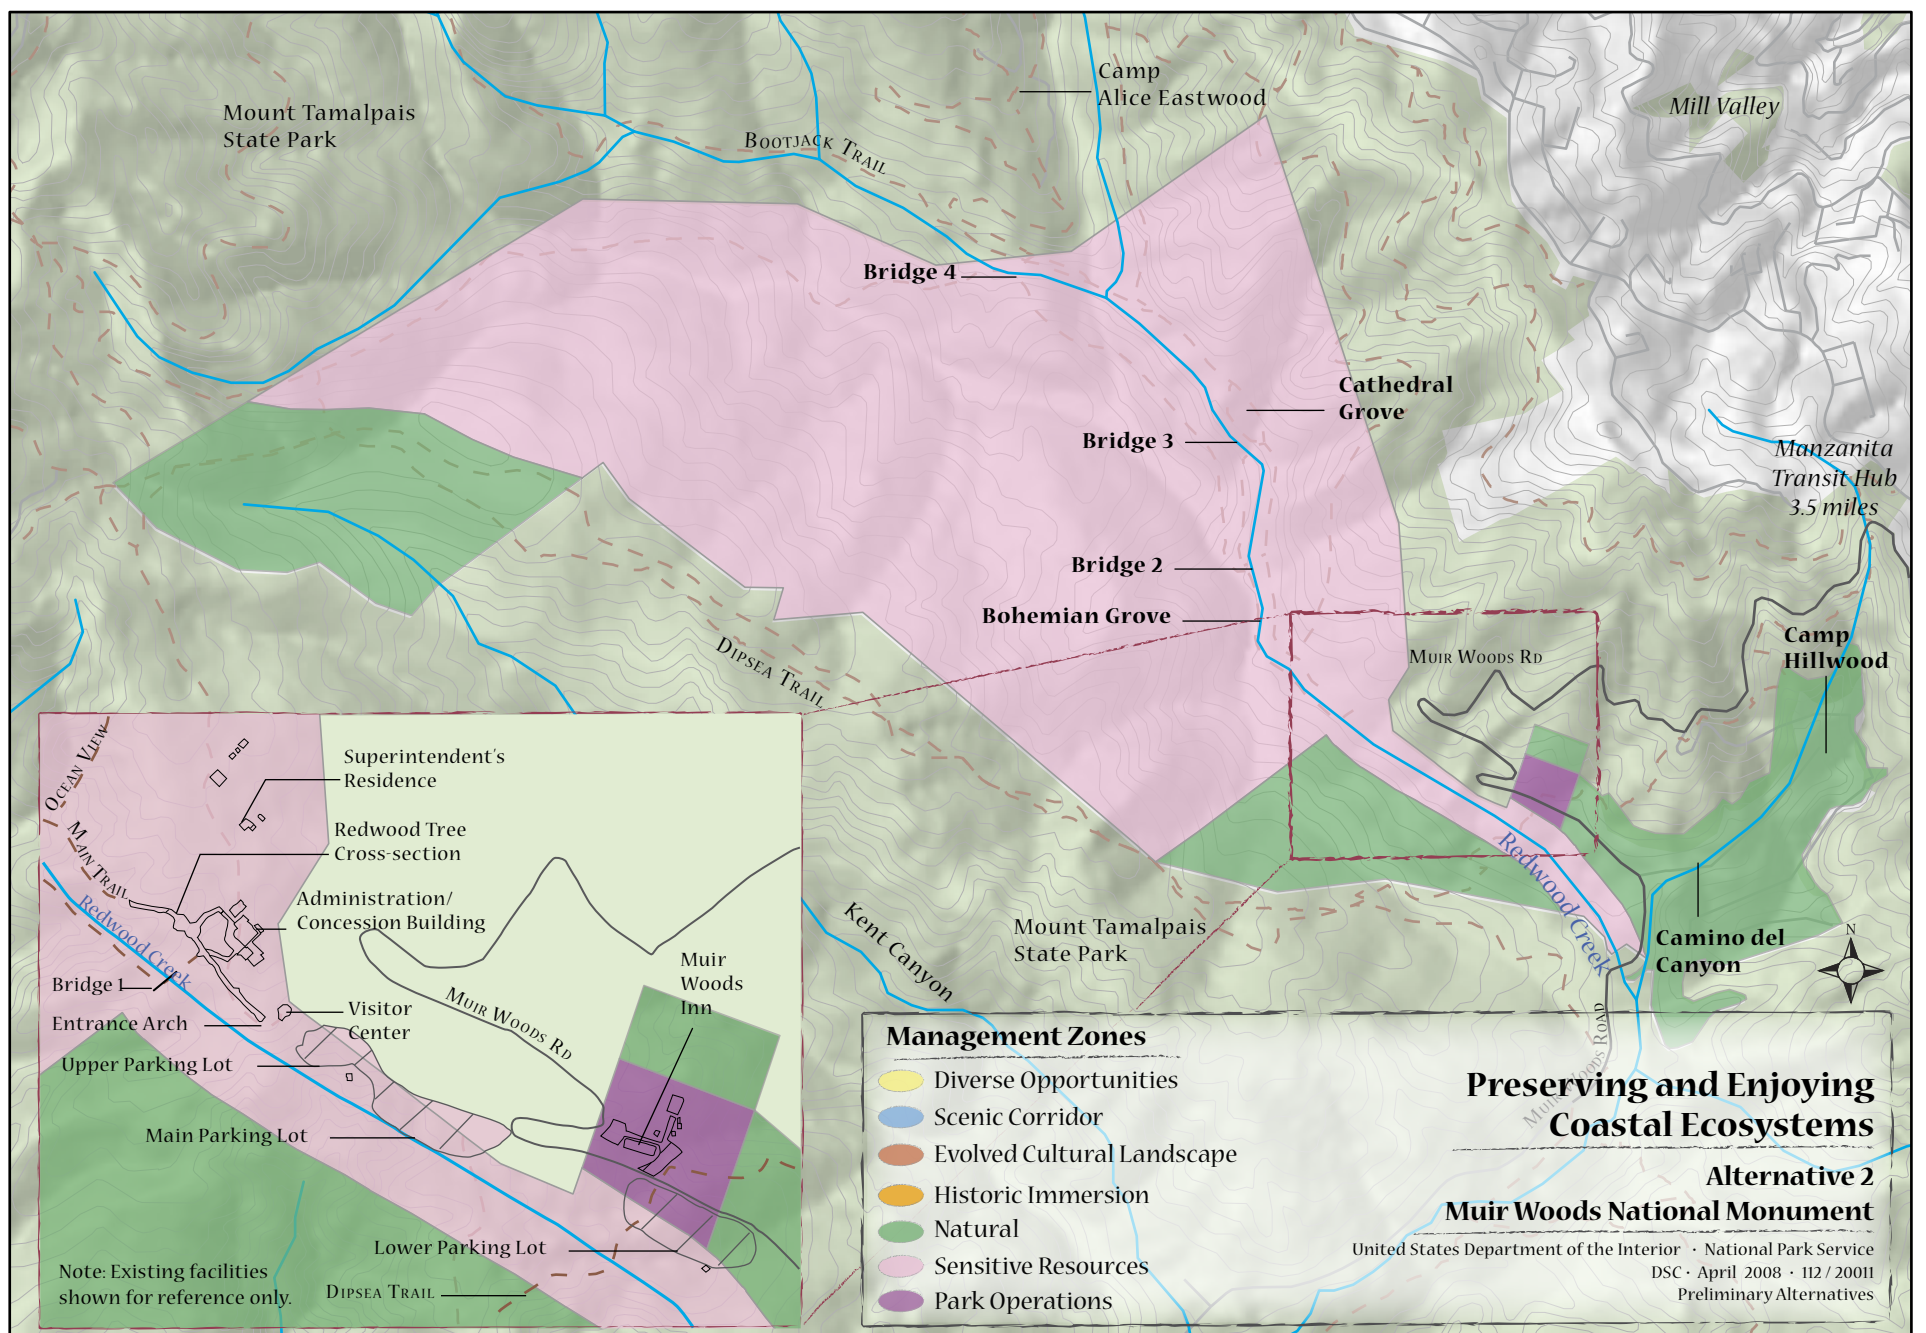 Mount Tamalpais
State Park
Bootjack Trail
Camp
Alice Eastwood
Mill Valley
Bridge 4
Cathedral
Grove
Bridge 3
Manzanita
Transit Hub
3.5 miles
Bridge 2
Bohemian Grove
Dipsea Trail
Muir Woods Rd
Camp
Hillwood
Redwood Creek
Kent Canyon
Mount Tamalpais
State Park
Camino del
Canyon
N
Muir Woods Road
Ocean View
Superintendent's
Residence
Main Trail
Redwood Tree
Cross-section
Administration/
Concession Building
Redwood Creek
Bridge 1
Muir
Woods
Inn
Muir Woods Rd
Visitor
Center
Entrance Arch
Upper Parking Lot
Main Parking Lot
Lower Parking Lot
Dipsea Trail
Note: Existing facilities
shown for reference only.
Management Zones
Diverse Opportunities
Scenic Corridor
Evolved Cultural Landscape
Historic Immersion
Natural
Sensitive Resources
Park Operations
Muir Woods Road
Preserving and Enjoying
Coastal Ecosystems
Alternative 2
Muir Woods National Monument
United States Department of the Interior · National Park Service
DSC · April 2008 · 112 / 20011
Preliminary Alternatives